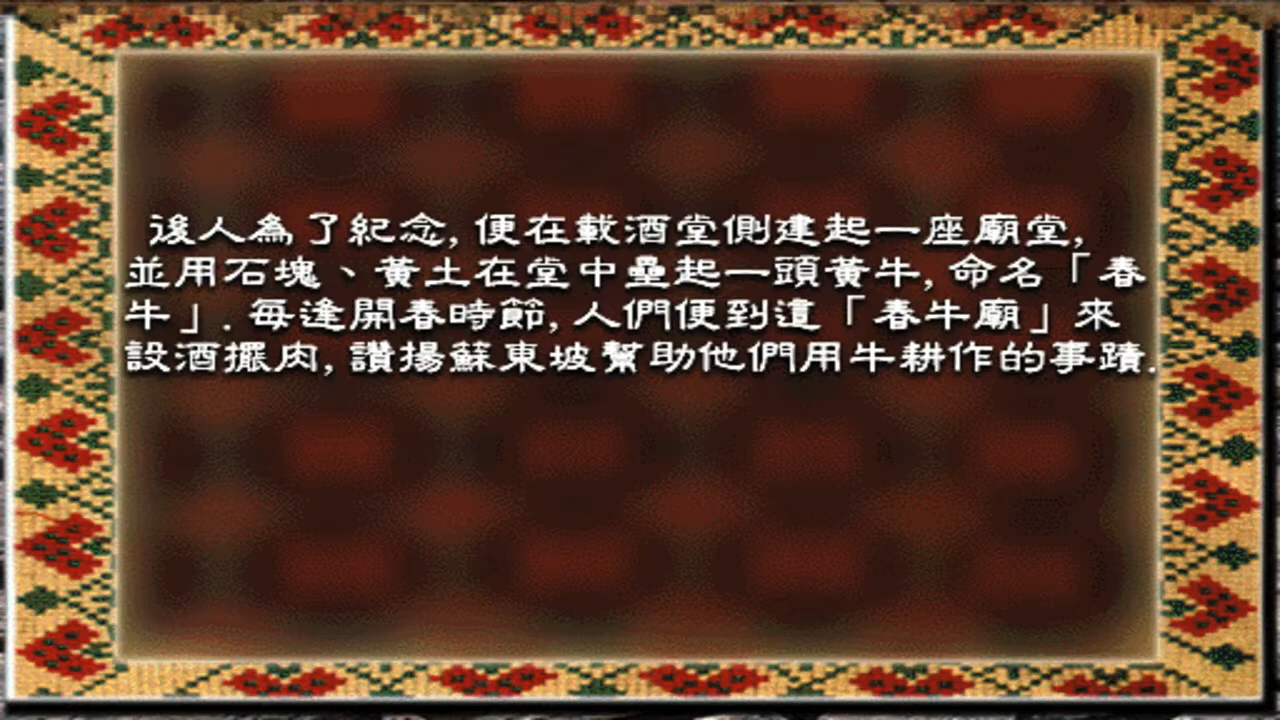 後人為了紀念,便在載酒堂側建起一座廟堂,
並用石塊、黃土在堂中壘起一頭黃牛,命名「春
牛」.每逢開春時節,人們便到這「春牛廟」來
設酒擺肉,讚揚蘇東坡幫助他們用牛耕作的事蹟.